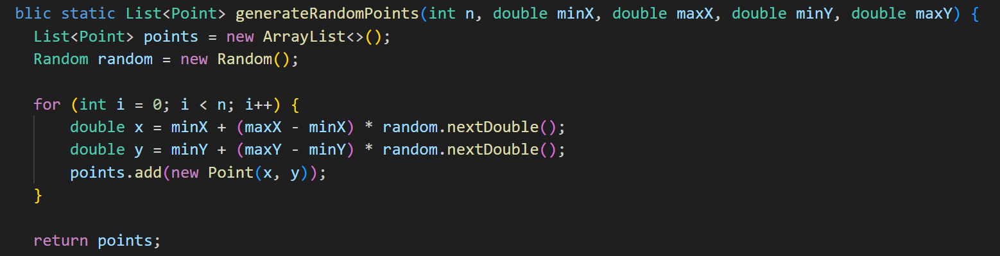 blic static List<Point> generateRandomPoints(int n, double minX, double maxX, double minY, double maxY) {
List<Point> points = new ArrayList<>();
Random random = new Random();
for (int i = 0; i < n; i++) {
double x = minX + (maxX - minX) * random.nextDouble();
double y = minY + (maxY - minY) * random.nextDouble();
points.add(new Point(x, y));
}
return points;